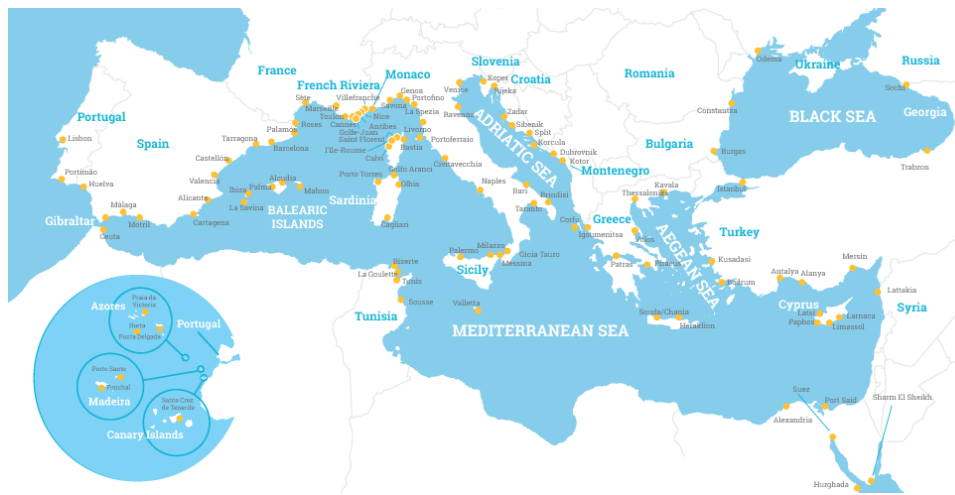 Slovenia
Odessa
Ukraine
Russia
France
Monaco
Venice
Koper
Rijeka
Croatia
Romania
French Riviera
Genoa
Portofino
Savona
La Spezia
Sochi
Sète
Villefranche
Marseille
Toulon
Nice
Cannes
Antibes
Golfe-Juan
Saint Florent
l'Ile-Rousse
Calvi
Livorno
Bastia
Portoferraio
Civitavecchia
Ravenna
Zadar
Sibenik
Split
Korcula
Dubrovnik
Kotor
Montenegro
ADRIATIC SEA
Constantza
BLACK SEA
Georgia
Portugal
Lisbon
Spain
Tarragona
Palamós
Roses
Barcelona
Bulgaria
Burgas
Trabzon
Castellón
Portimão
Huelva
Valencia
Ibiza
Palma
Alcudia
Mahon
La Savina
BALEARIC
ISLANDS
Porto Torres
Golfo Aranci
Olbia
Sardinia
Cagliari
Naples
Bari
Taranto
Brindisi
Thessaloniki
Kavala
Istanbul
Gibraltar
Málaga
Motril
Ceuta
Alicante
Cartagena
Corfu
Igoumenitsa
Greece
Volos
AEGEAN SEA
Turkey
Patras
Piraeus
Kusadasi
Bodrum
Palermo
Milazzo
Gioia Tauro
Messina
Sicily
Antalya
Alanya
Mersin
Lattakia
Syria
Cyprus
Latsi
Paphos
Larnaca
Limassol
Bizerte
La Goulette
Tunis
Sousse
Tunisia
Valletta
Souda/Chania
Heraklion
MEDITERRANEAN SEA
Azores
Praia da
Victoria
Horta
Ponta Delgada
Portugal
Porto Santo
Funchal
Madeira
Santa Cruz
de Tenerife
Canary Islands
Suez
Port Said
Alexandria
Sharm El Sheikh
Hurghada